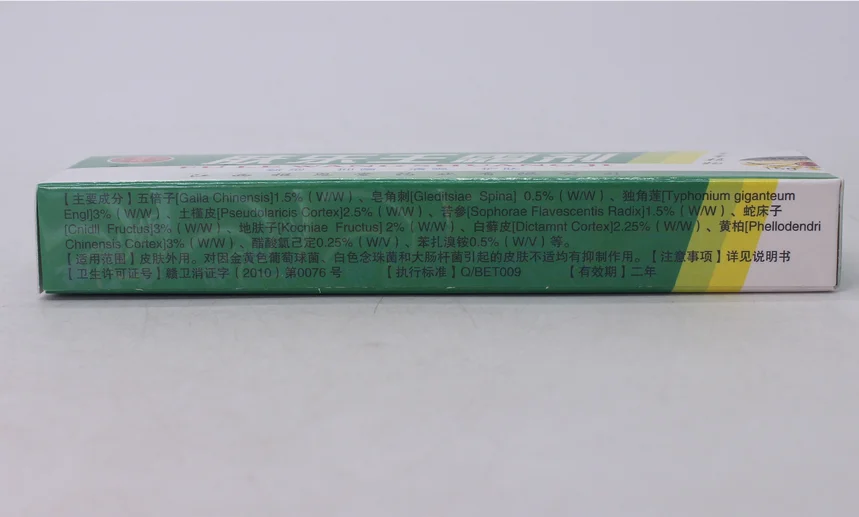 【主要成分】五倍子[Galla Chinensis]1.5%（W/W）、皂角刺[Gleditsiae Spina] 0.5%（W/W）、独角莲[Typhonium giganteum
Engl]3%（W/W）、土槿皮[Pseudolaricis Cortex]2.5%（W/W）、苦参[Sophorae Flavescentis Radix]1.5%（W/W）、蛇床子
[Cnidii Fructus]3%（W/W）、地肤子[Kochiae Fructus] 2%（W/W）、白藓皮[Dictamnt Cortex]2.25%（W/W）、黄柏[Phellodendri
Chinensis Cortex]3%（W/W）、醋酸氯己定0.25%（W/V）、苯扎溴铵0.5%（W/V）等。
【适用范围】皮肤外用。对因金黄色葡萄球菌、白色念珠菌和大肠杆菌引起的皮肤不适均有抑制作用。【注意事项】详见说明书
【卫生许可证号】赣卫消证字（2010）第0076号 【执行标准】Q/BET009 【有效期】二年